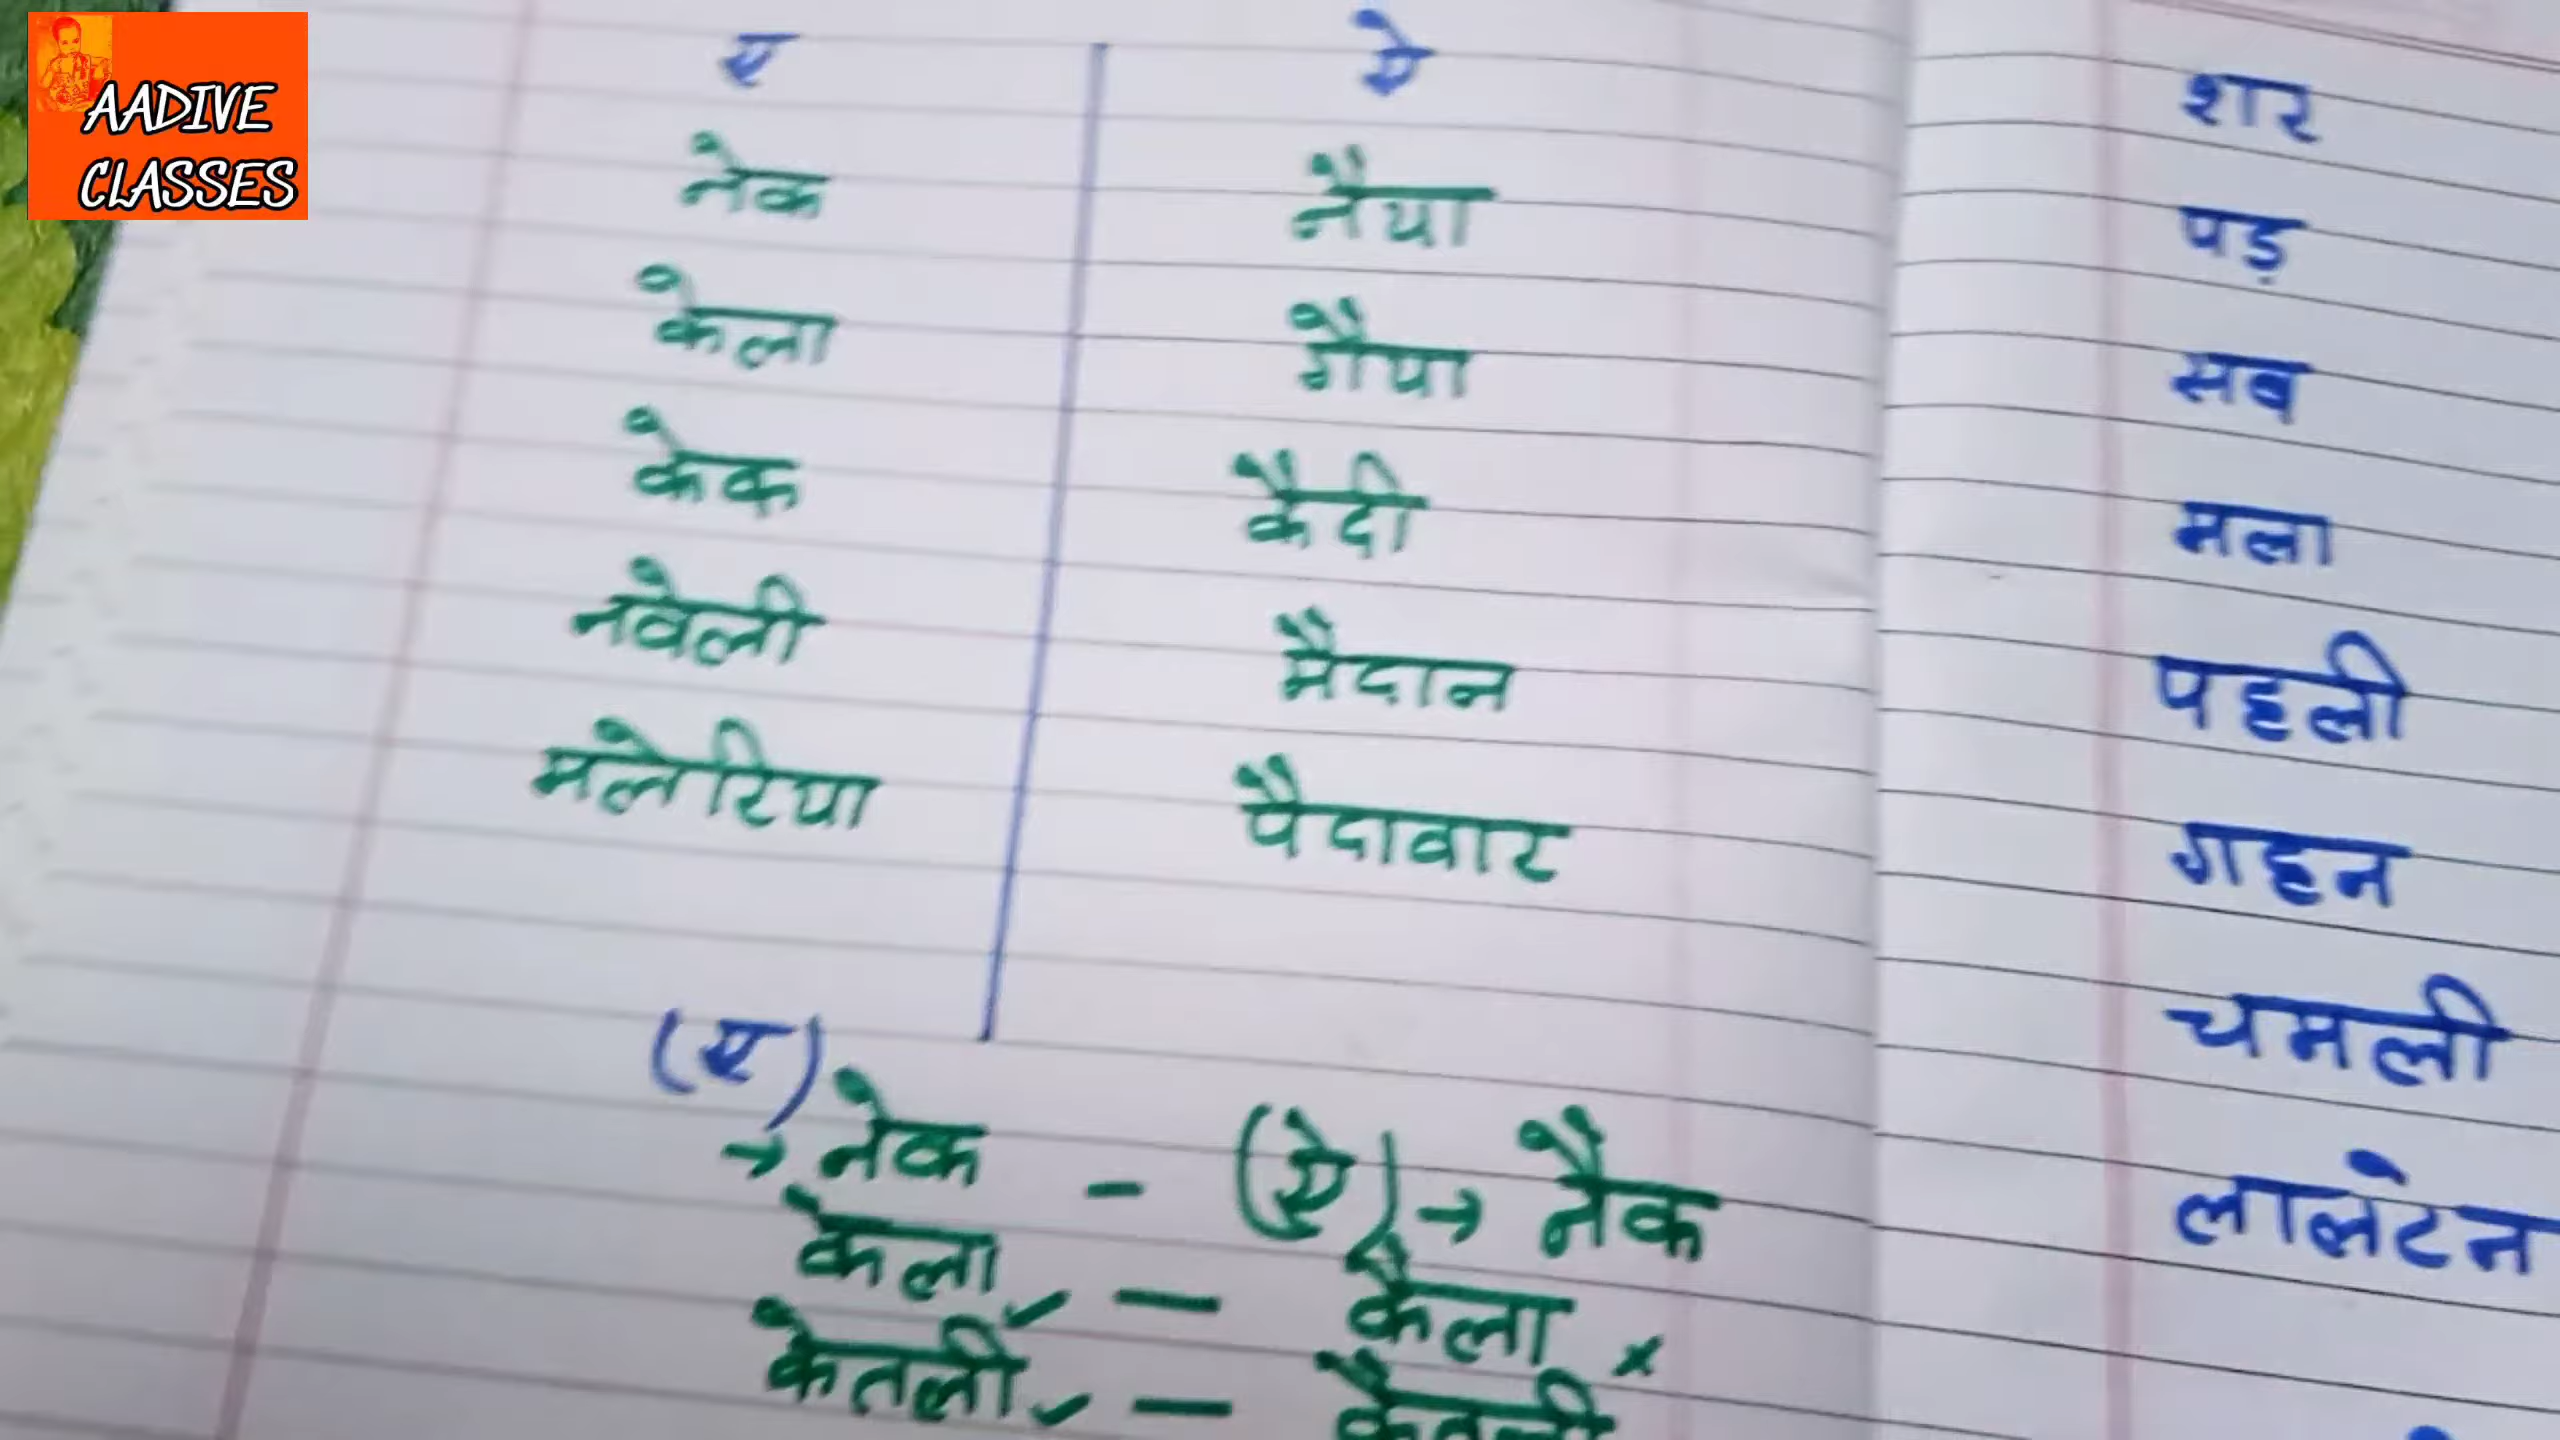 AADIVE
CLASSES
ए ऐ
नेक नैया
केला गैया
केक कैदी
नवेली मैदान
मलेरिया पैदावार
(ए)
→ नेक - (ऐ) → नैक
केला ✓ — कैला ×
केतली ✓ — कैतली
शर
पड़
सब
मला
पहली
गहन
चमली
लालटेन